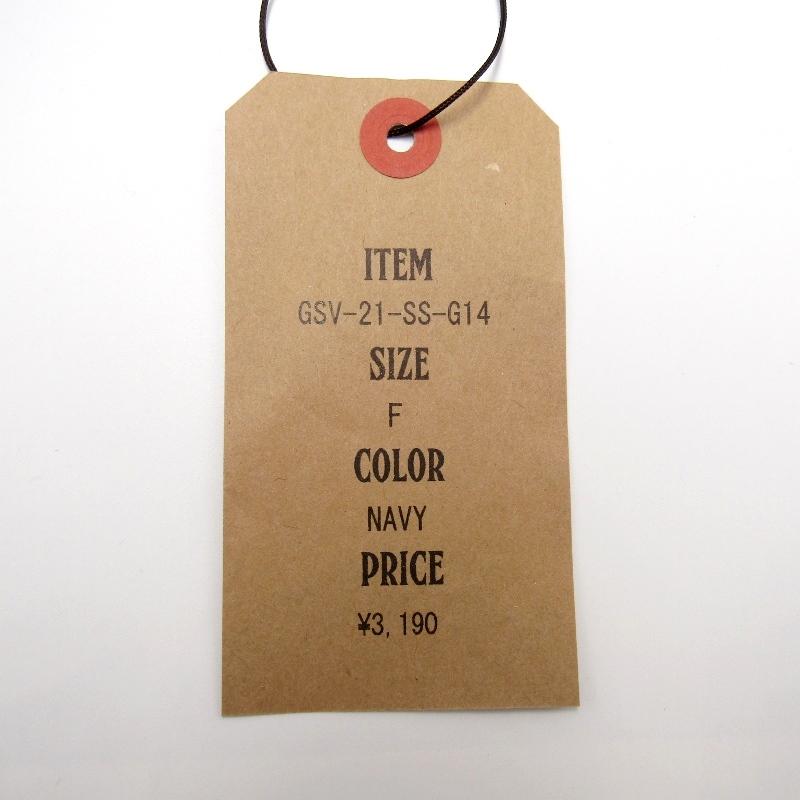 ITEM
GSV-21-SS-G14
SIZE
F
COLOR
NAVY
PRICE
¥3,190